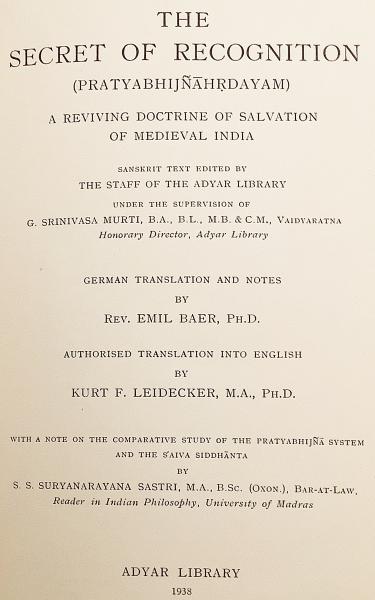 THE
SECRET OF RECOGNITION
(PRATYABHIJÑĀHṚDAYAM)
A REVIVING DOCTRINE OF SALVATION
OF MEDIEVAL INDIA
SANSKRIT TEXT EDITED BY
THE STAFF OF THE ADYAR LIBRARY
UNDER THE SUPERVISION OF
G. SRINIVASA MURTI, B.A., B.L., M.B. & C.M., VAIDYARATNA
Honorary Director, Adyar Library
GERMAN TRANSLATION AND NOTES
BY
REV. EMIL BAER, PH.D.
AUTHORISED TRANSLATION INTO ENGLISH
BY
KURT F. LEIDECKER, M.A., PH.D.
WITH A NOTE ON THE COMPARATIVE STUDY OF THE PRATYABHIJÑĀ SYSTEM
AND THE S'AIVA SIDDHĀNTA
BY
S. S. SURYANARAYANA SASTRI, M.A., B.SC. (OXON.), BAR-AT-LAW,
Reader in Indian Philosophy, University of Madras
ADYAR LIBRARY
1938